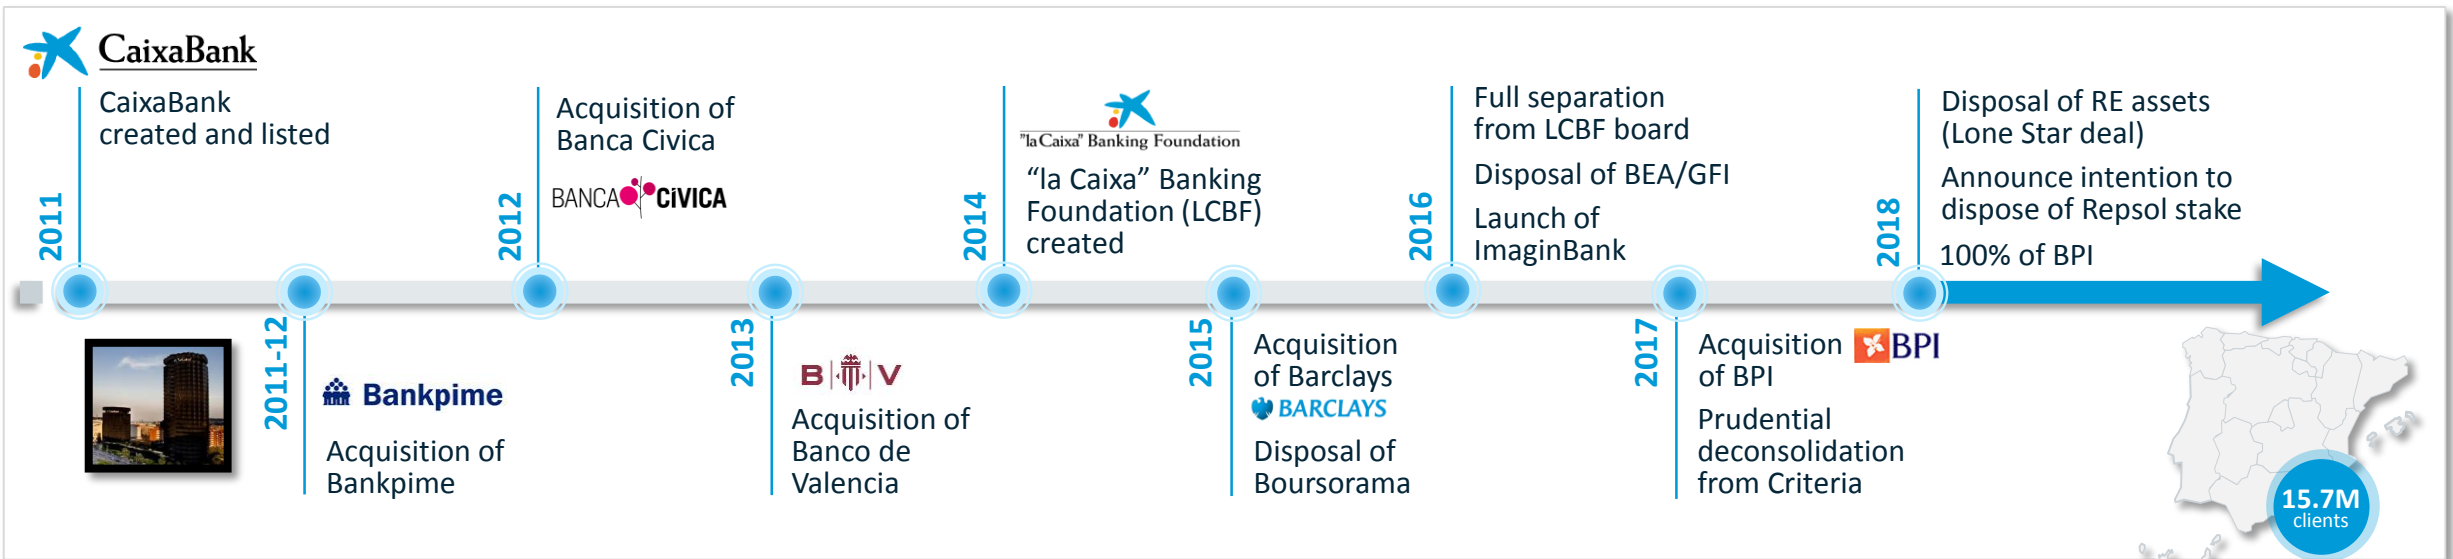 CaixaBank
2011
CaixaBank
created and listed
2011-12
Bankpime
Acquisition of
Bankpime
2012
Acquisition of
Banca Civica
BANCA CÍVICA
2013
B V
Acquisition of
Banco de
Valencia
2014
"la Caixa" Banking Foundation
“la Caixa” Banking
Foundation (LCBF)
created
2015
Acquisition
of Barclays
BARCLAYS
Disposal of
Boursorama
2016
Full separation
from LCBF board
Disposal of BEA/GFI
Launch of
ImaginBank
2017
Acquisition
of BPI
BPI
Prudential
deconsolidation
from Criteria
2018
Disposal of RE assets
(Lone Star deal)
Announce intention to
dispose of Repsol stake
100% of BPI
15.7M
clients